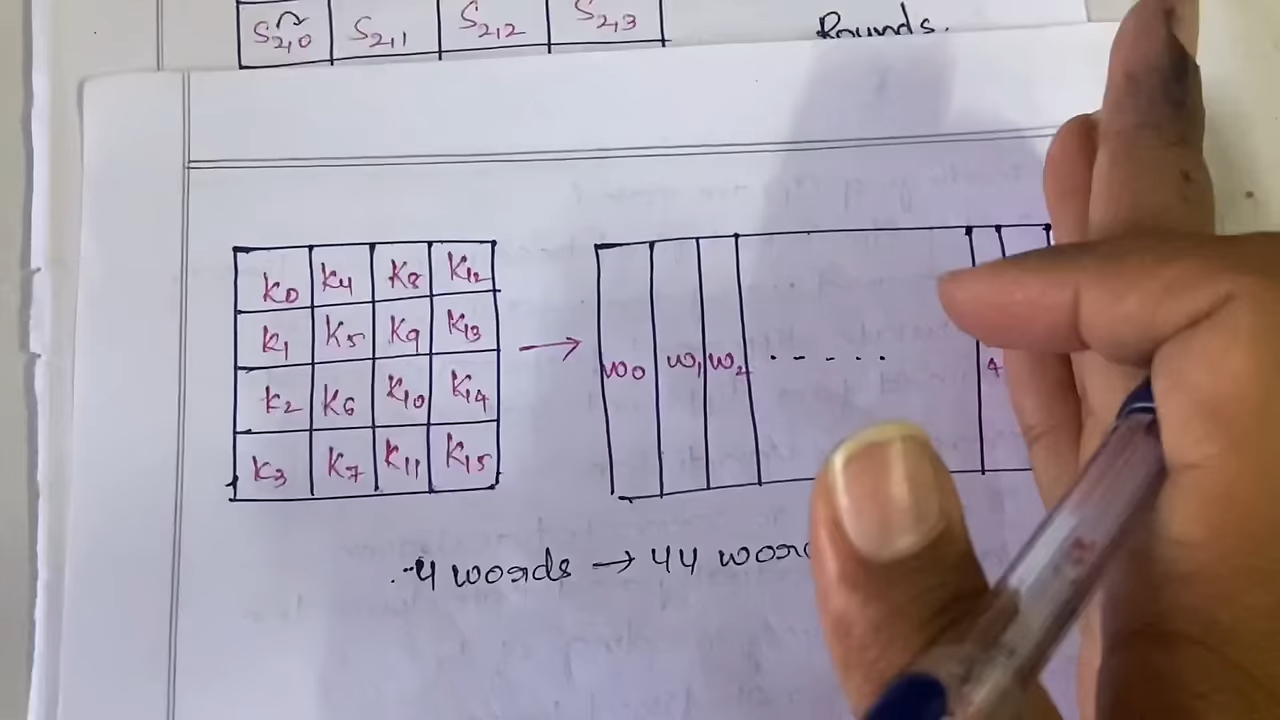 S2,0 S2,1 S2,2 S2,3
Rounds.
K0 K4 K8 K12
K1 K5 K9 K13
K2 K6 K10 K14
K3 K7 K11 K15
→
w0 w1 w2 ......
4 words → 44